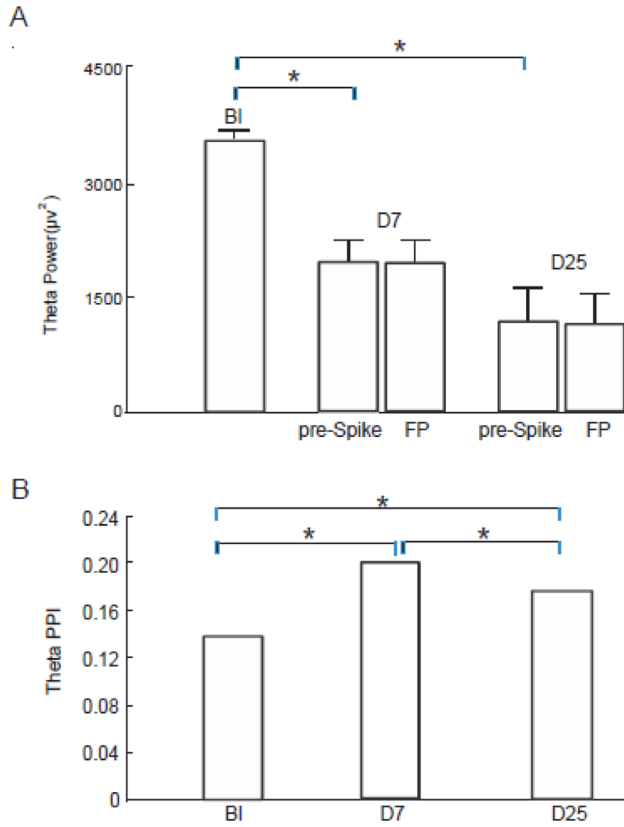 A
*
4500
*
BI
3000
D7
D25
1500
0
Theta Power(µv²)
pre-Spike FP pre-Spike FP
B
*
0.24
* *
0.20
0.16
0.12
0.08
0.04
0
Theta PPI
BI D7 D25